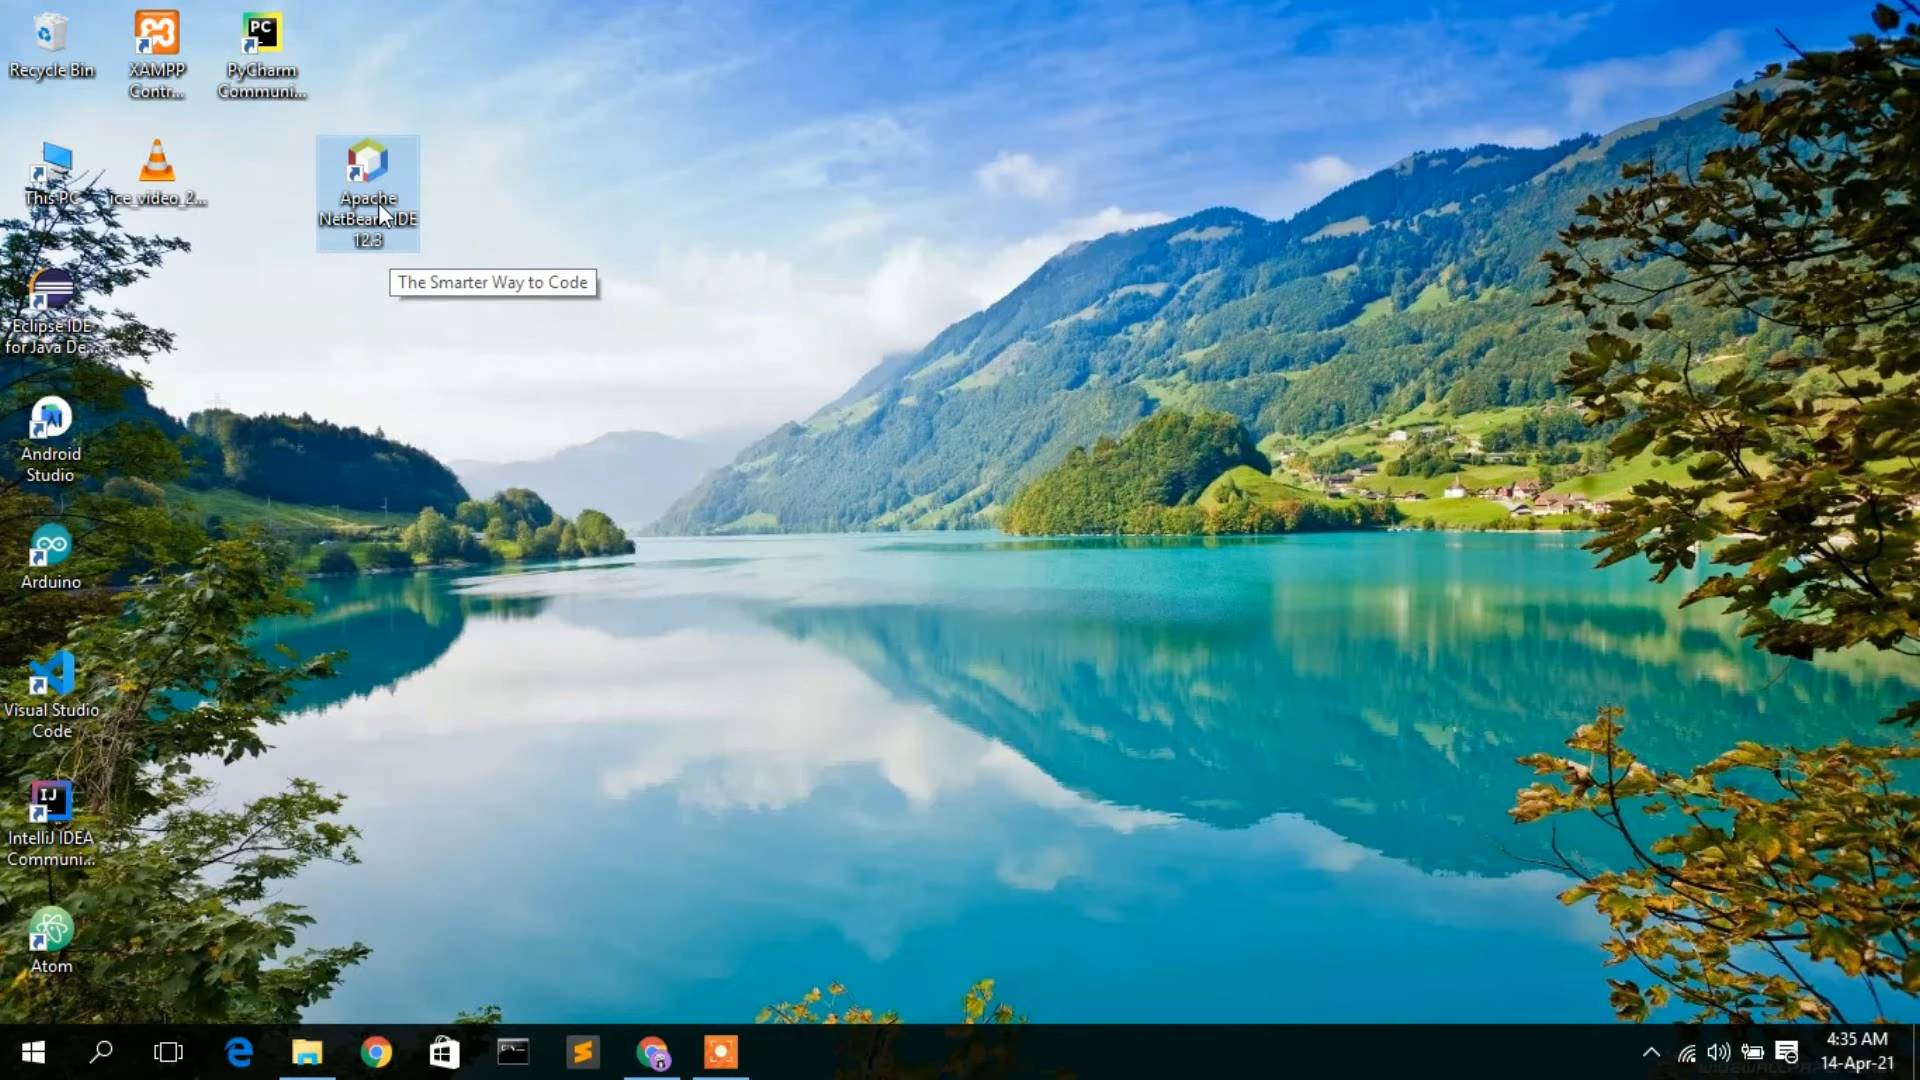 Recycle Bin
XAMPP
Contr...
PyCharm
Communi...
PC
This PC
ice_video_2...
Apache
NetBeans IDE
12.3
The Smarter Way to Code
Eclipse IDE
for Java De...
Android
Studio
Arduino
Visual Studio
Code
IJ
IntelliJ IDEA
Communi...
Atom
4:35 AM
14-Apr-21